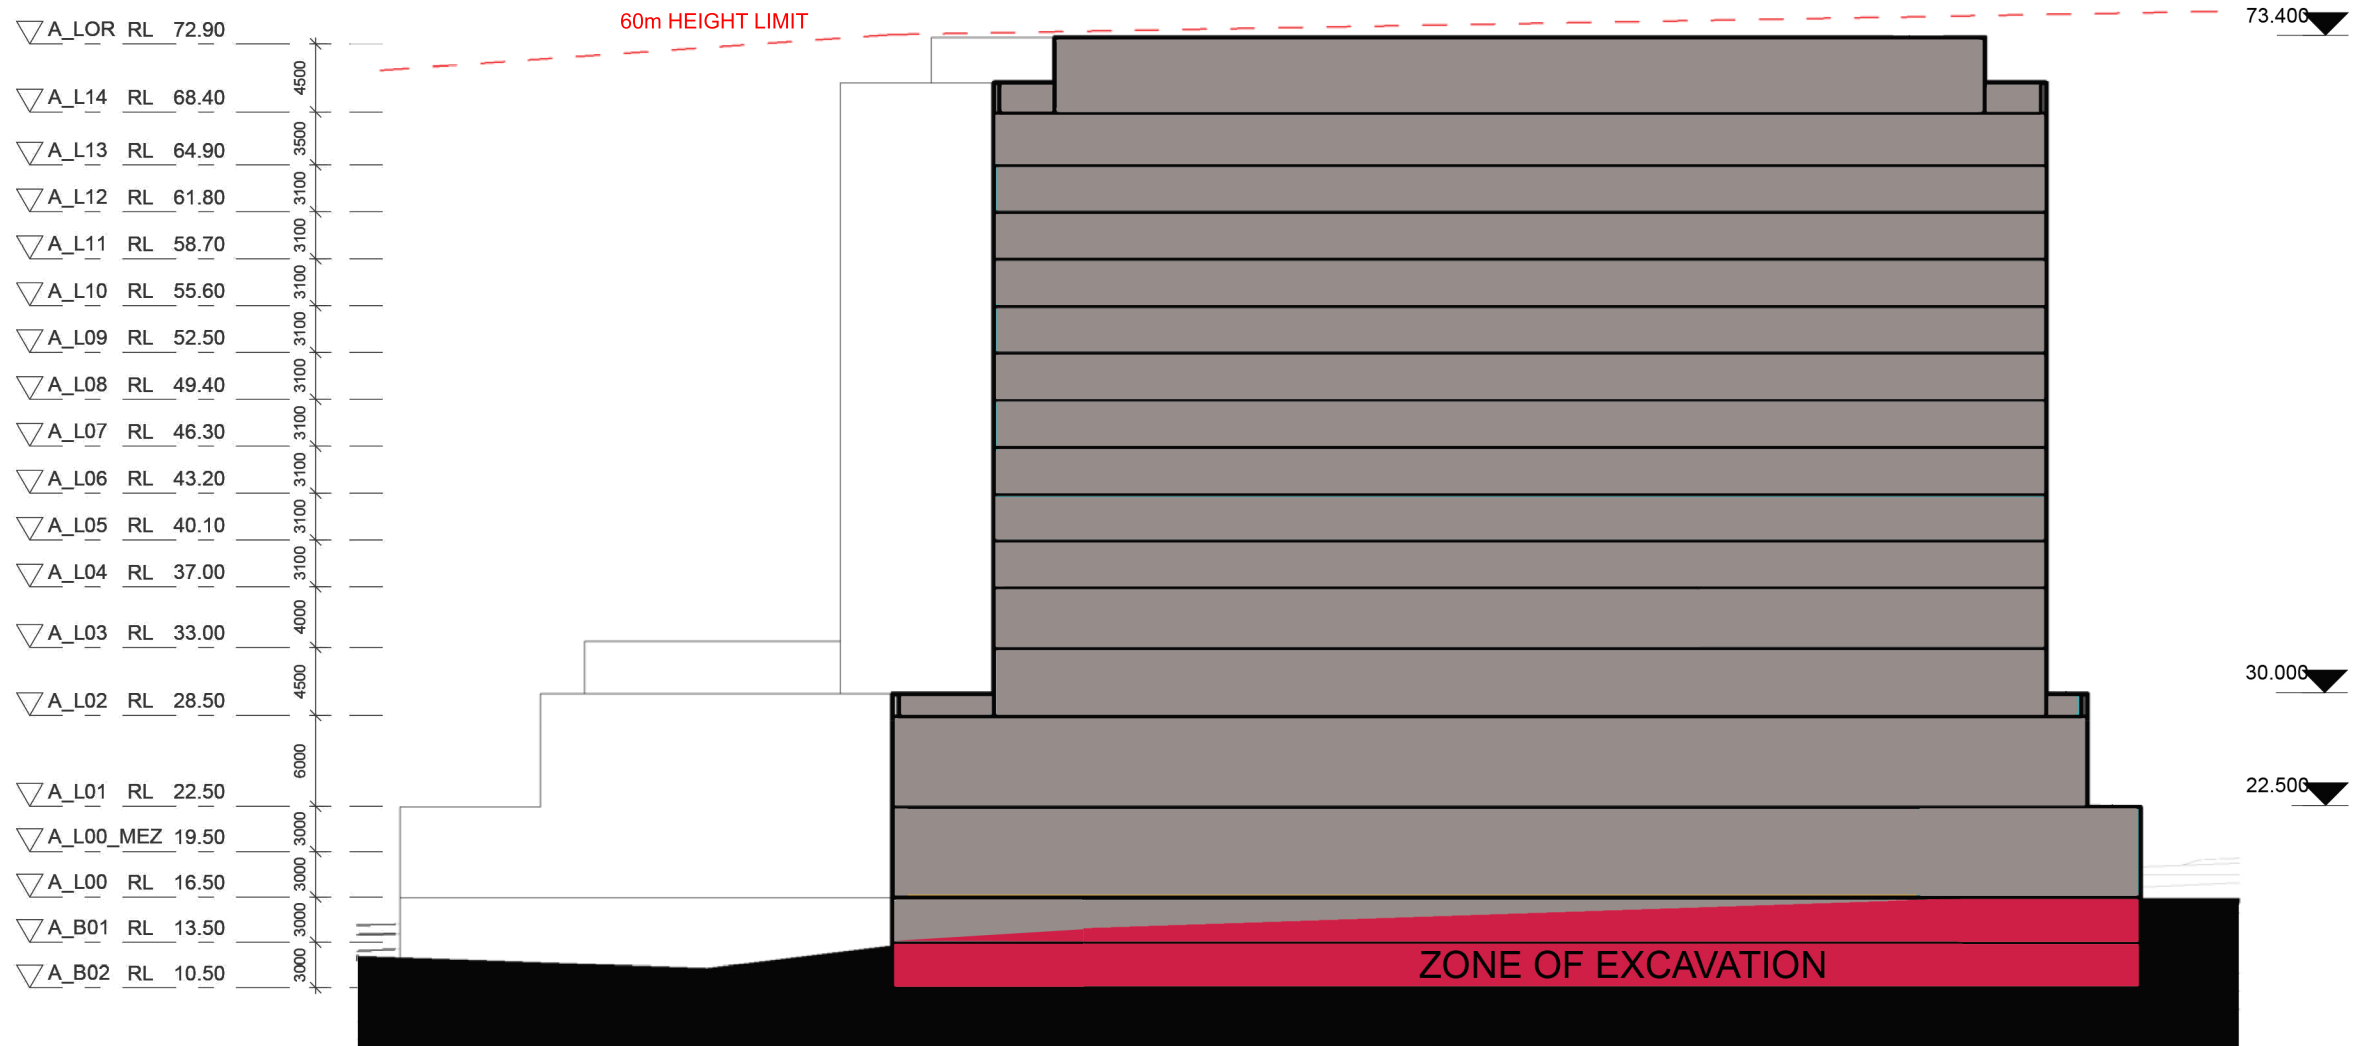 60m HEIGHT LIMIT
73.400
A_LOR RL 72.90
4500
A_L14 RL 68.40
3500
A_L13 RL 64.90
3100
A_L12 RL 61.80
3100
A_L11 RL 58.70
3100
A_L10 RL 55.60
3100
A_L09 RL 52.50
3100
A_L08 RL 49.40
3100
A_L07 RL 46.30
3100
A_L06 RL 43.20
3100
A_L05 RL 40.10
3100
A_L04 RL 37.00
4000
A_L03 RL 33.00
4500
30.000
A_L02 RL 28.50
6000
A_L01 RL 22.50
22.500
3000
A_L00_MEZ 19.50
3000
A_L00 RL 16.50
3000
A_B01 RL 13.50
3000
A_B02 RL 10.50
ZONE OF EXCAVATION